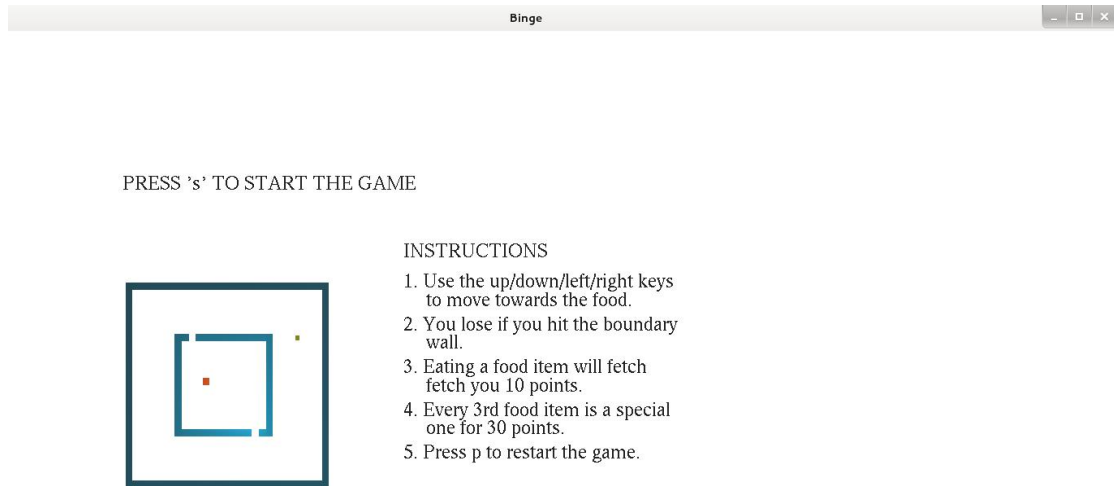 Binge
PRESS ’s’ TO START THE GAME
INSTRUCTIONS
1. Use the up/down/left/right keys
to move towards the food.
2. You lose if you hit the boundary
wall.
3. Eating a food item will fetch
fetch you 10 points.
4. Every 3rd food item is a special
one for 30 points.
5. Press p to restart the game.